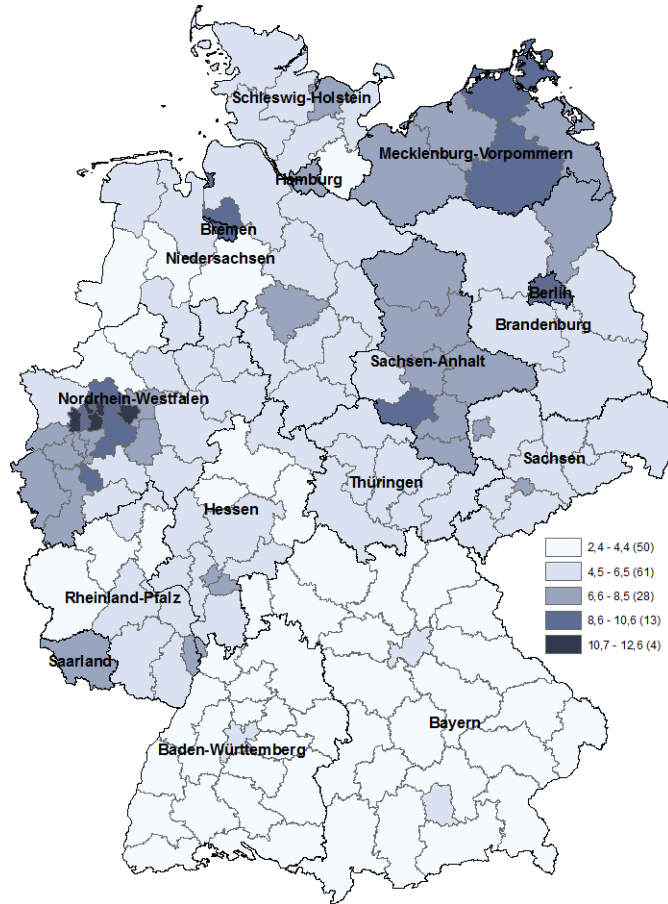 Schleswig-Holstein
Mecklenburg-Vorpommern
Hamburg
Bremen
Niedersachsen
Berlin
Brandenburg
Sachsen-Anhalt
Nordrhein-Westfalen
Sachsen
Thüringen
Hessen
Rheinland-Pfalz
Saarland
Bayern
Baden-Württemberg
2,4 - 4,4 (50)
4,5 - 6,5 (61)
6,6 - 8,5 (28)
8,6 - 10,6 (13)
10,7 - 12,6 (4)